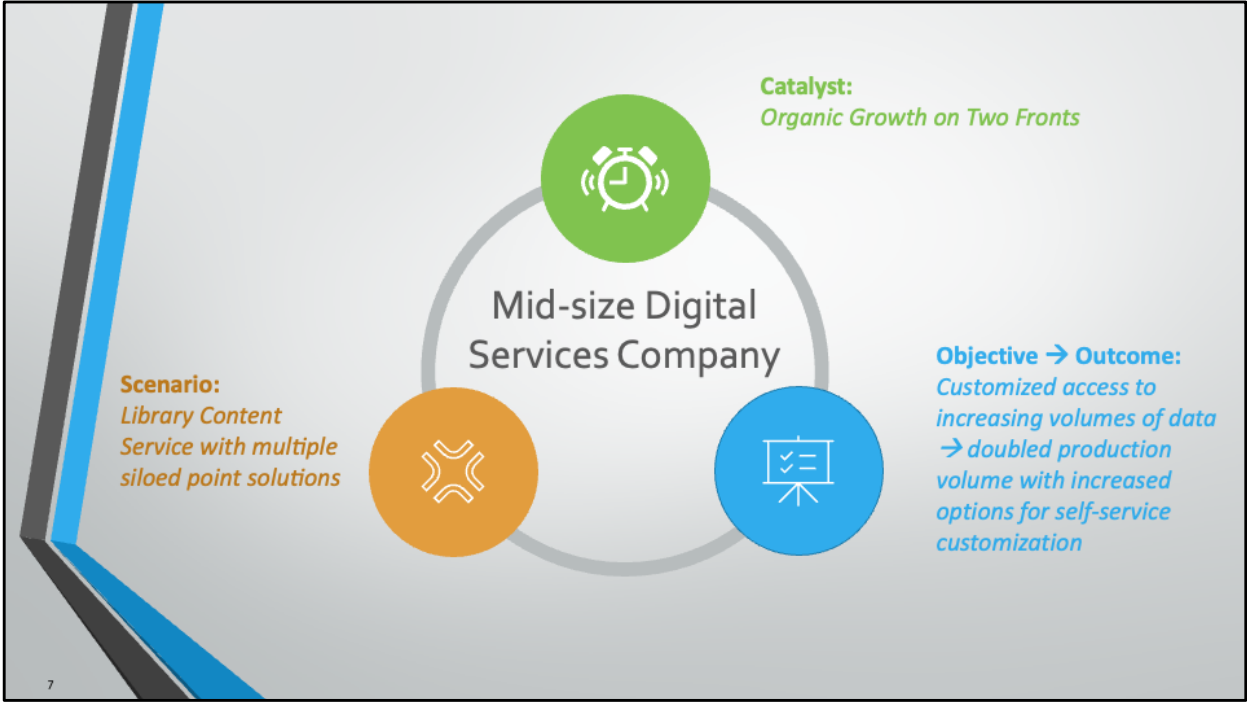 Catalyst:
Organic Growth on Two Fronts
Mid-size Digital
Services Company
Scenario:
Library Content
Service with multiple
siloed point solutions
Objective → Outcome:
Customized access to
increasing volumes of data
→ doubled production
volume with increased
options for self-service
customization
7